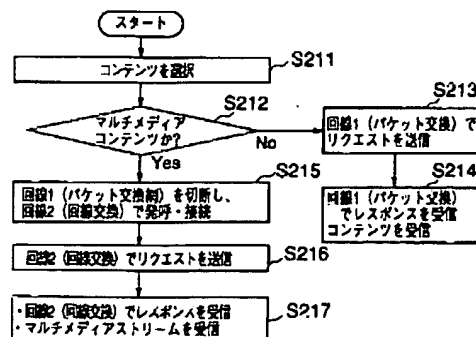 スタート
コンテンツを選択
S211
マルチメディア
コンテンツか?
S212
No
Yes
回線1(パケット交換)で
リクエストを送信
S213
回線1(パケット交換)
でレスポンスを受信
コンテンツを受信
S214
回線1(パケット交換網)を切断し、
回線2(回線交換)で発呼・接続
S215
回線2(回線交換)でリクエストを送信
S216
・回線2(回線交換)でレスポンスを受信
・マルチメディアストリームを受信
S217